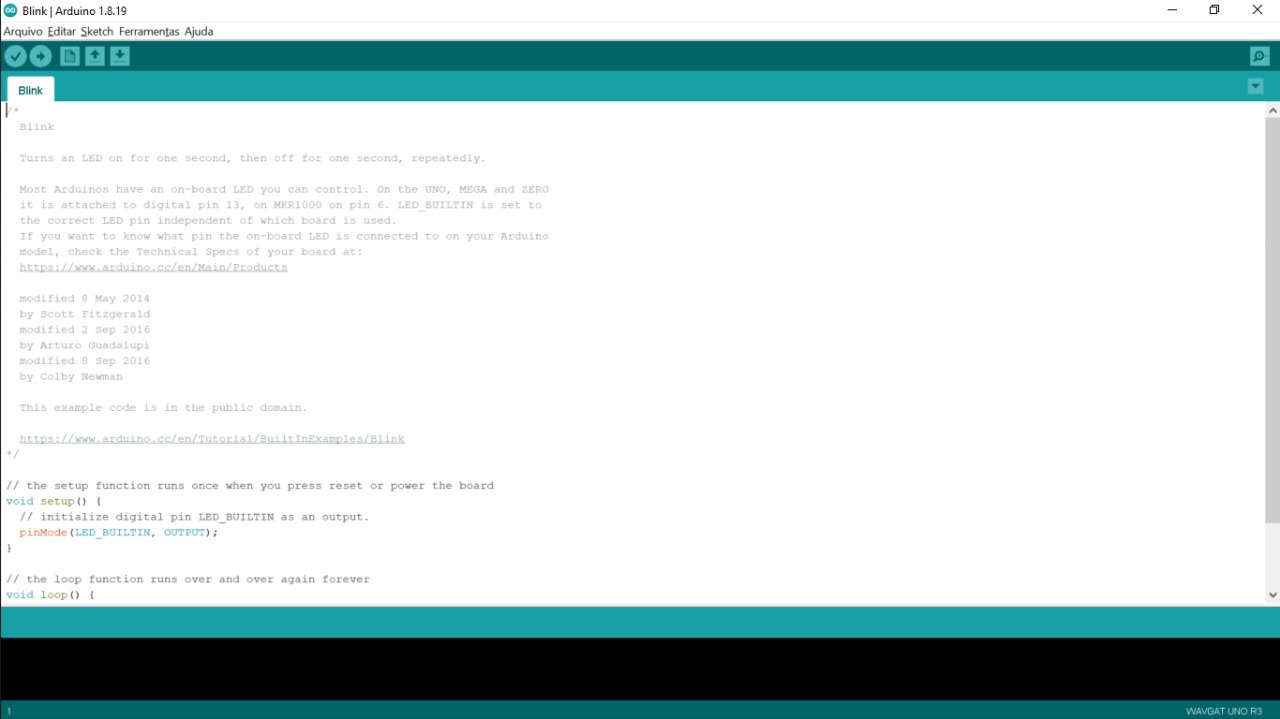 Blink | Arduino 1.8.19
Arquivo Editar Sketch Ferramentas Ajuda
Blink
/*
Blink
Turns an LED on for one second, then off for one second, repeatedly.
Most Arduinos have an on-board LED you can control. On the UNO, MEGA and ZERO
it is attached to digital pin 13, on MKR1000 on pin 6. LED_BUILTIN is set to
the correct LED pin independent of which board is used.
If you want to know what pin the on-board LED is connected to on your Arduino
model, check the Technical Specs of your board at:
https://www.arduino.cc/en/Main/Products
modified 8 May 2014
by Scott Fitzgerald
modified 2 Sep 2016
by Arturo Guadalupi
modified 8 Sep 2016
by Colby Newman
This example code is in the public domain.
https://www.arduino.cc/en/Tutorial/BuiltInExamples/Blink
*/
// the setup function runs once when you press reset or power the board
void setup() {
// initialize digital pin LED_BUILTIN as an output.
pinMode(LED_BUILTIN, OUTPUT);
}
// the loop function runs over and over again forever
void loop() {
1
WAVGAT UNO R3